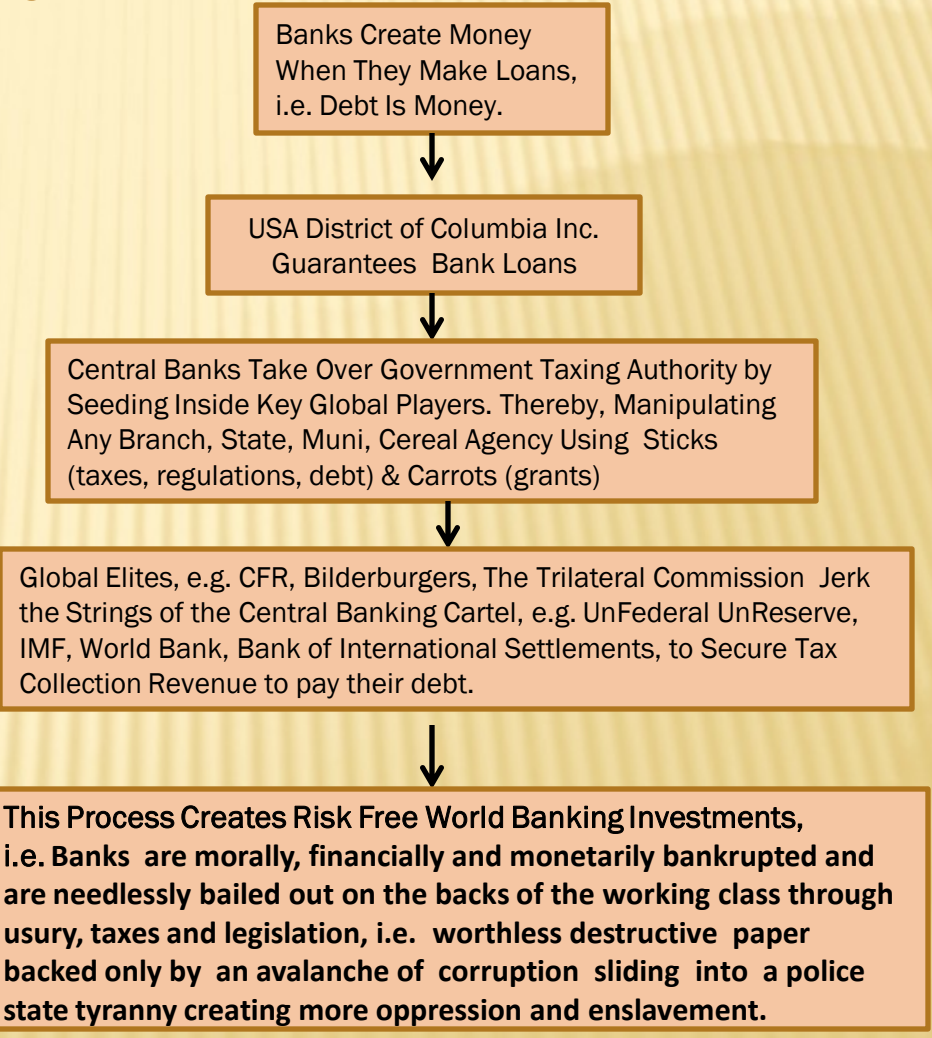 Banks Create Money
When They Make Loans,
i.e. Debt Is Money.
USA District of Columbia Inc.
Guarantees Bank Loans
Central Banks Take Over Government Taxing Authority by
Seeding Inside Key Global Players. Thereby, Manipulating
Any Branch, State, Muni, Cereal Agency Using Sticks
(taxes, regulations, debt) & Carrots (grants)
Global Elites, e.g. CFR, Bilderburgers, The Trilateral Commission Jerk
the Strings of the Central Banking Cartel, e.g. UnFederal UnReserve,
IMF, World Bank, Bank of International Settlements, to Secure Tax
Collection Revenue to pay their debt.
This Process Creates Risk Free World Banking Investments,
i.e. Banks are morally, financially and monetarily bankrupted and
are needlessly bailed out on the backs of the working class through
usury, taxes and legislation, i.e. worthless destructive paper
backed only by an avalanche of corruption sliding into a police
state tyranny creating more oppression and enslavement.